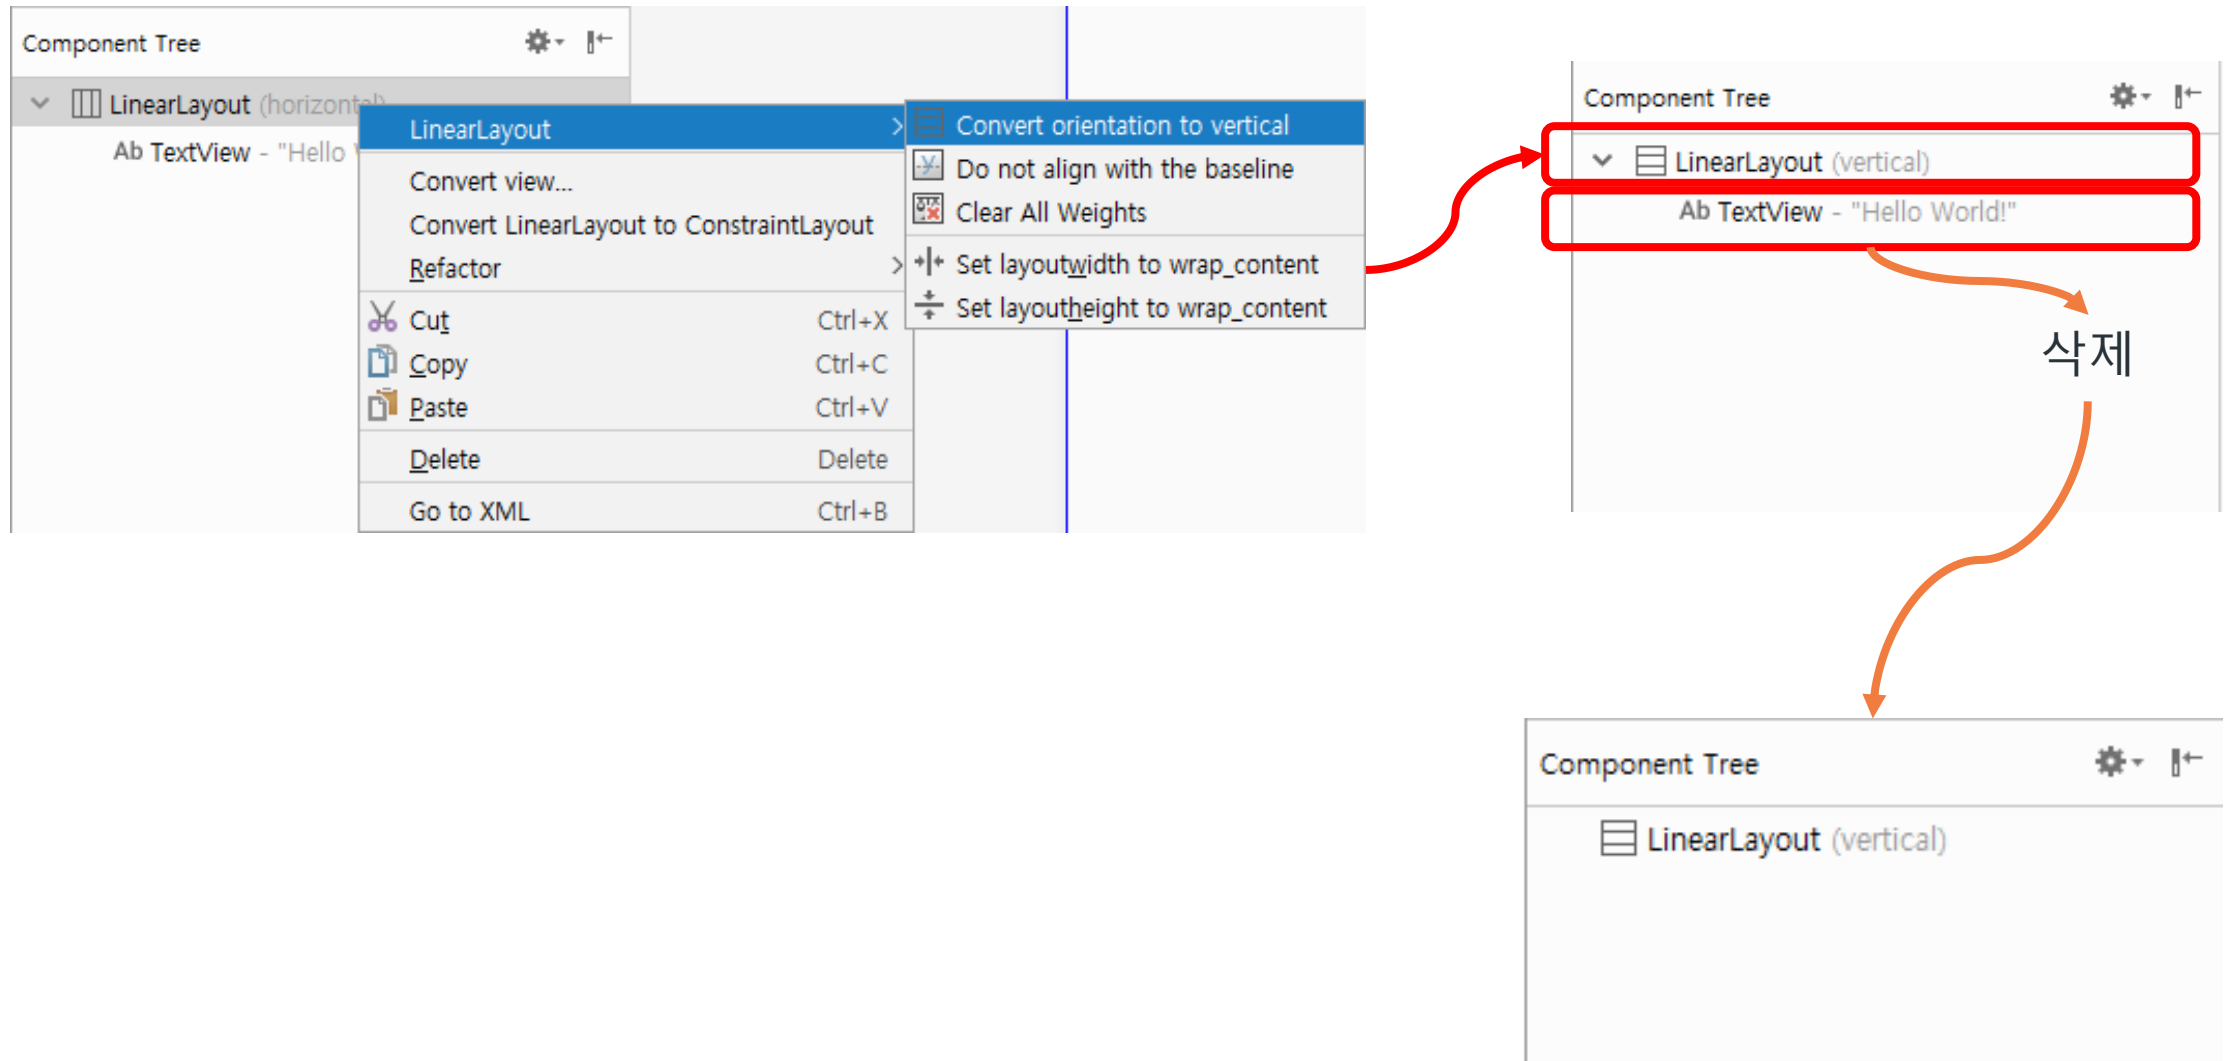 Component Tree
LinearLayout (horizontal)
Ab TextView - "Hello
LinearLayout
Convert view...
Convert LinearLayout to ConstraintLayout
Refactor
Cut Ctrl+X
Copy Ctrl+C
Paste Ctrl+V
Delete Delete
Go to XML Ctrl+B
Convert orientation to vertical
Do not align with the baseline
Clear All Weights
Set layoutwidth to wrap_content
Set layoutheight to wrap_content
Component Tree
LinearLayout (vertical)
Ab TextView - "Hello World!"
삭제
Component Tree
LinearLayout (vertical)